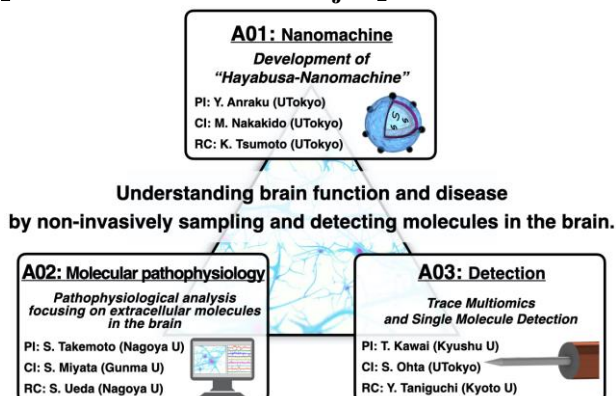 A01: Nanomachine
Development of
“Hayabusa-Nanomachine”
PI: Y. Anraku (UTokyo)
CI: M. Nakakido (UTokyo)
RC: K. Tsumoto (UTokyo)
Understanding brain function and disease
by non-invasively sampling and detecting molecules in the brain.
A02: Molecular pathophysiology
Pathophysiological analysis
focusing on extracellular molecules
in the brain
PI: S. Takemoto (Nagoya U)
CI: S. Miyata (Gunma U)
RC: S. Ueda (Nagoya U)
A03: Detection
Trace Multiomics
and Single Molecule Detection
PI: T. Kawai (Kyushu U)
CI: S. Ohta (UTokyo)
RC: Y. Taniguchi (Kyoto U)